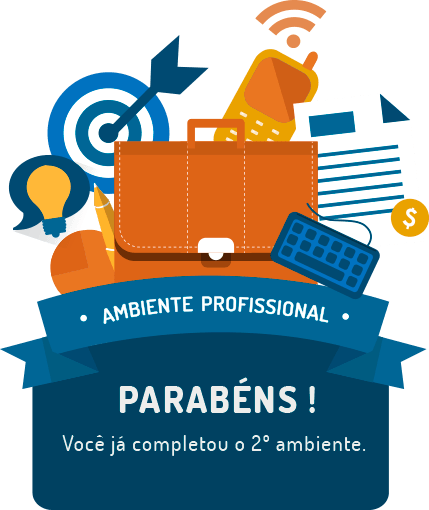 $
• AMBIENTE PROFISSIONAL •
PARABÉNS !
Você já completou o 2º ambiente.